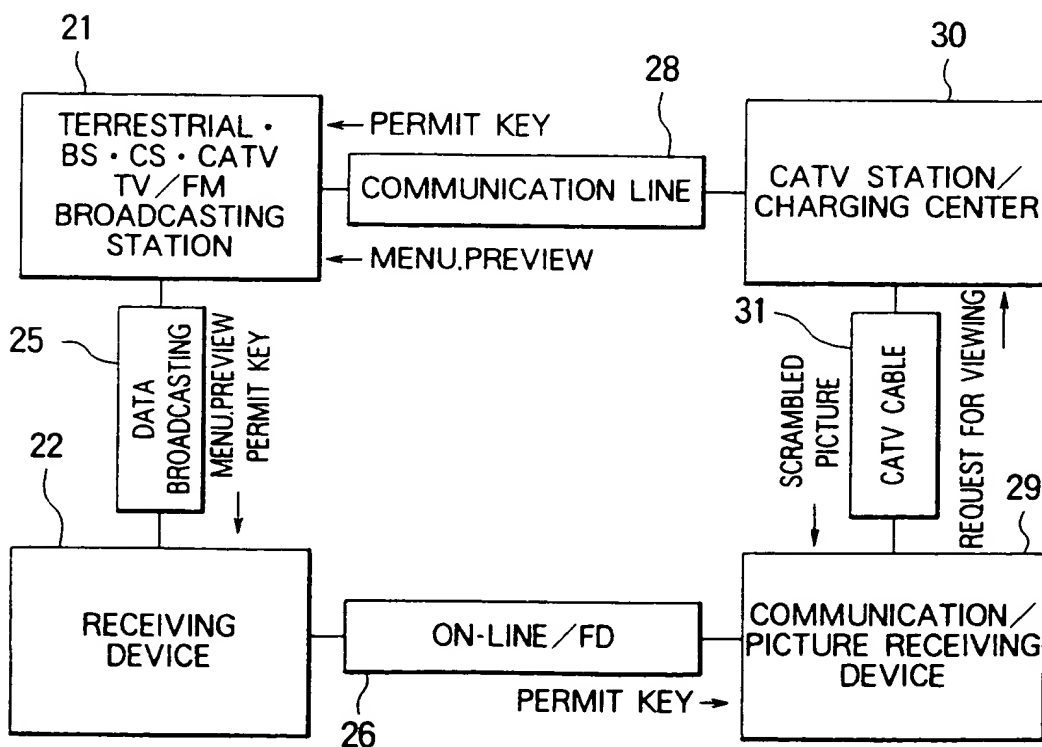 21
TERRESTRIAL・
BS・CS・CATV
TV/FM
BROADCASTING
STATION
← PERMIT KEY
28
COMMUNICATION LINE
← MENU.PREVIEW
30
CATV STATION/
CHARGING CENTER
25
DATA
BROADCASTING
MENU.PREVIEW
PERMIT KEY
31
SCRAMBLED
PICTURE
CATV CABLE
REQUEST FOR VIEWING
22
RECEIVING
DEVICE
ON-LINE/FD
26
PERMIT KEY →
29
COMMUNICATION/
PICTURE RECEIVING
DEVICE